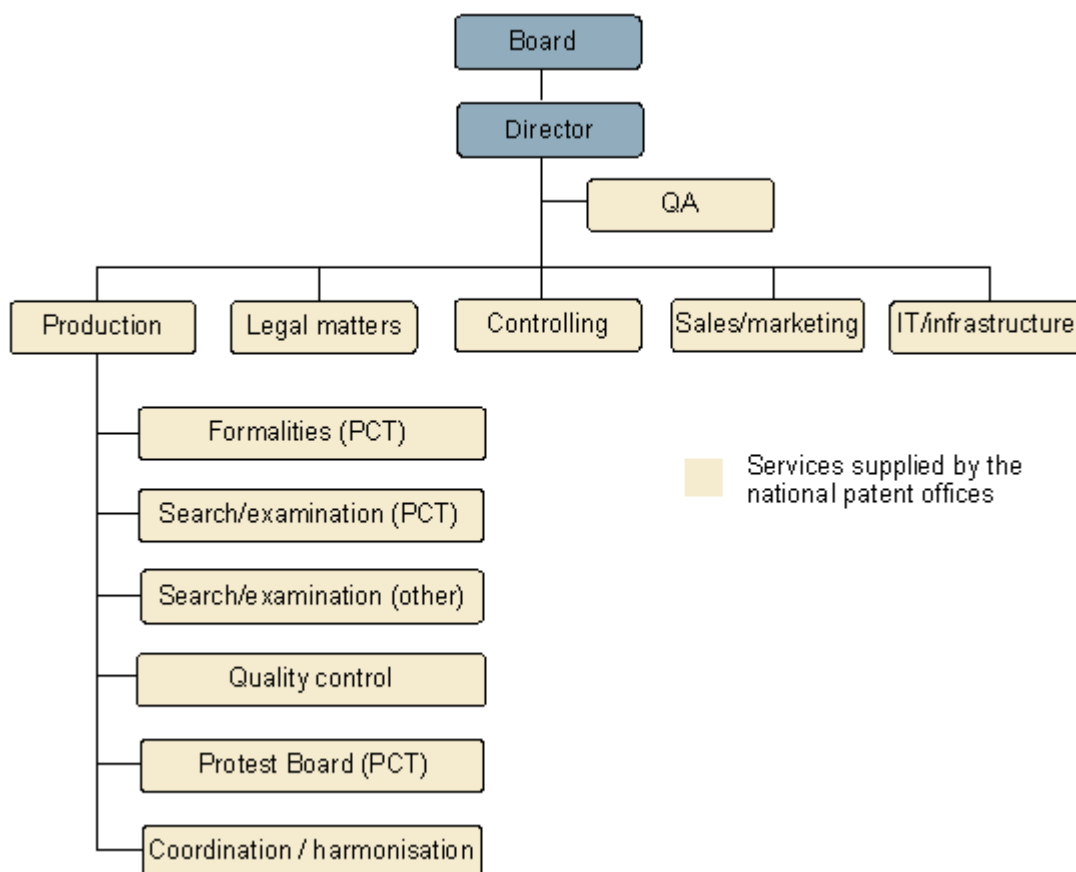 Board
Director
QA
Production
Legal matters
Controlling
Sales/marketing
IT/infrastructure
Formalities (PCT)
Search/examination (PCT)
Search/examination (other)
Quality control
Protest Board (PCT)
Coordination / harmonisation
Services supplied by the
national patent offices